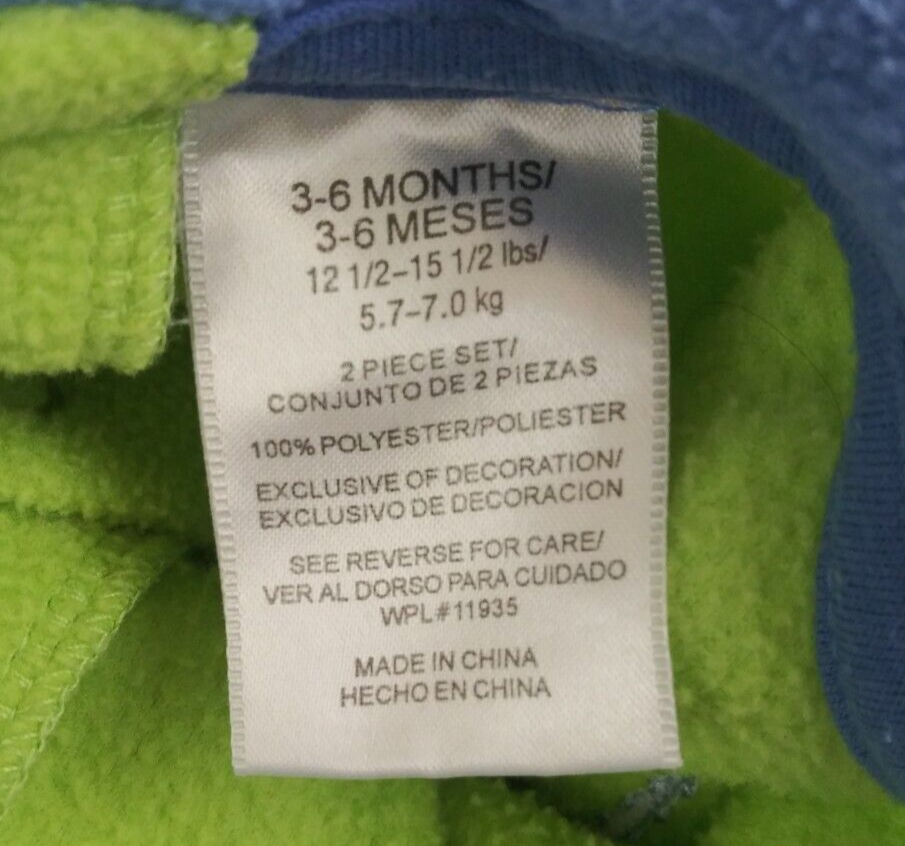 3-6 MONTHS/
3-6 MESES
12 1/2–15 1/2 lbs/
5.7–7.0 kg
2 PIECE SET/
CONJUNTO DE 2 PIEZAS
100% POLYESTER/POLIESTER
EXCLUSIVE OF DECORATION/
EXCLUSIVO DE DECORACION
SEE REVERSE FOR CARE/
VER AL DORSO PARA CUIDADO
WPL#11935
MADE IN CHINA
HECHO EN CHINA